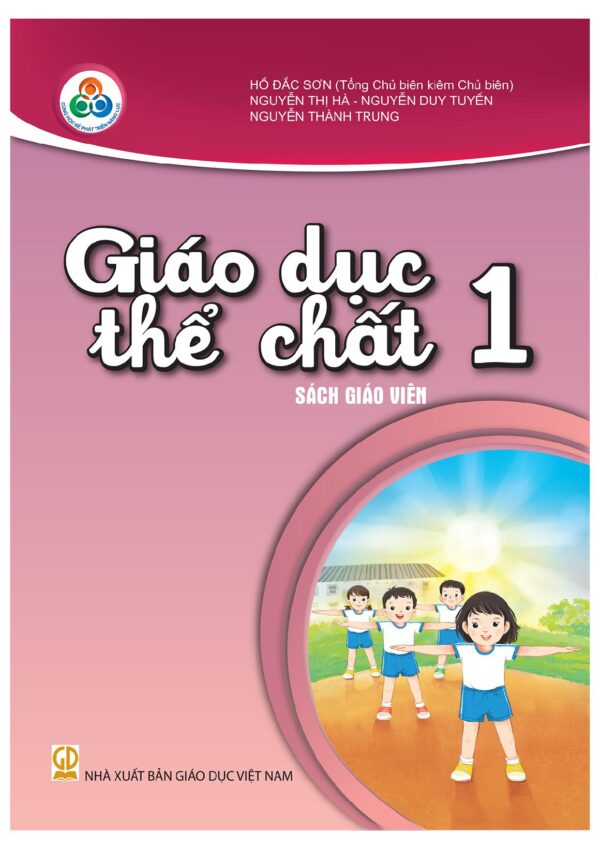 HỒ ĐẮC SƠN (Tổng Chủ biên kiêm Chủ biên)
NGUYỄN THỊ HÀ - NGUYỄN DUY TUYẾN
NGUYỄN THÀNH TRUNG
CÙNG HỌC ĐỂ PHÁT TRIỂN NĂNG LỰC
Giáo dục
thể chất 1
SÁCH GIÁO VIÊN
GD
NHÀ XUẤT BẢN GIÁO DỤC VIỆT NAM